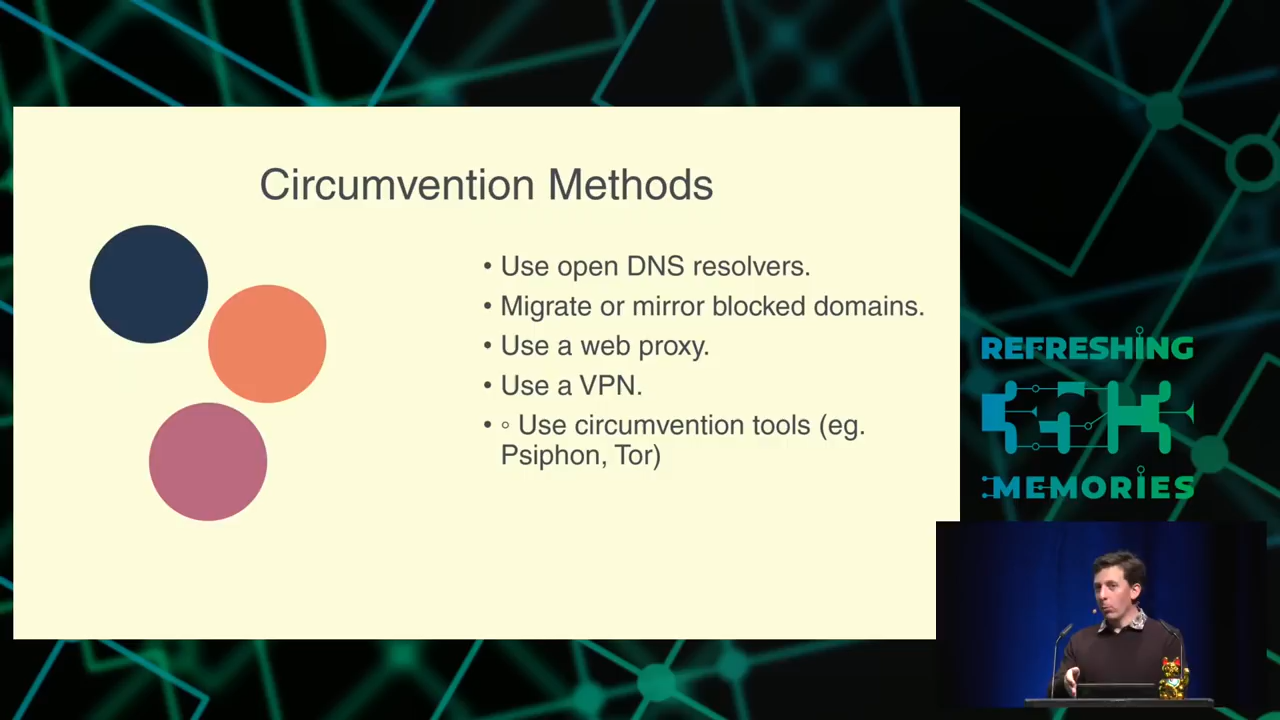 Circumvention Methods
• Use open DNS resolvers.
• Migrate or mirror blocked domains.
• Use a web proxy.
• Use a VPN.
• ◦ Use circumvention tools (eg.
Psiphon, Tor)
REFRESHING
MEMORIES